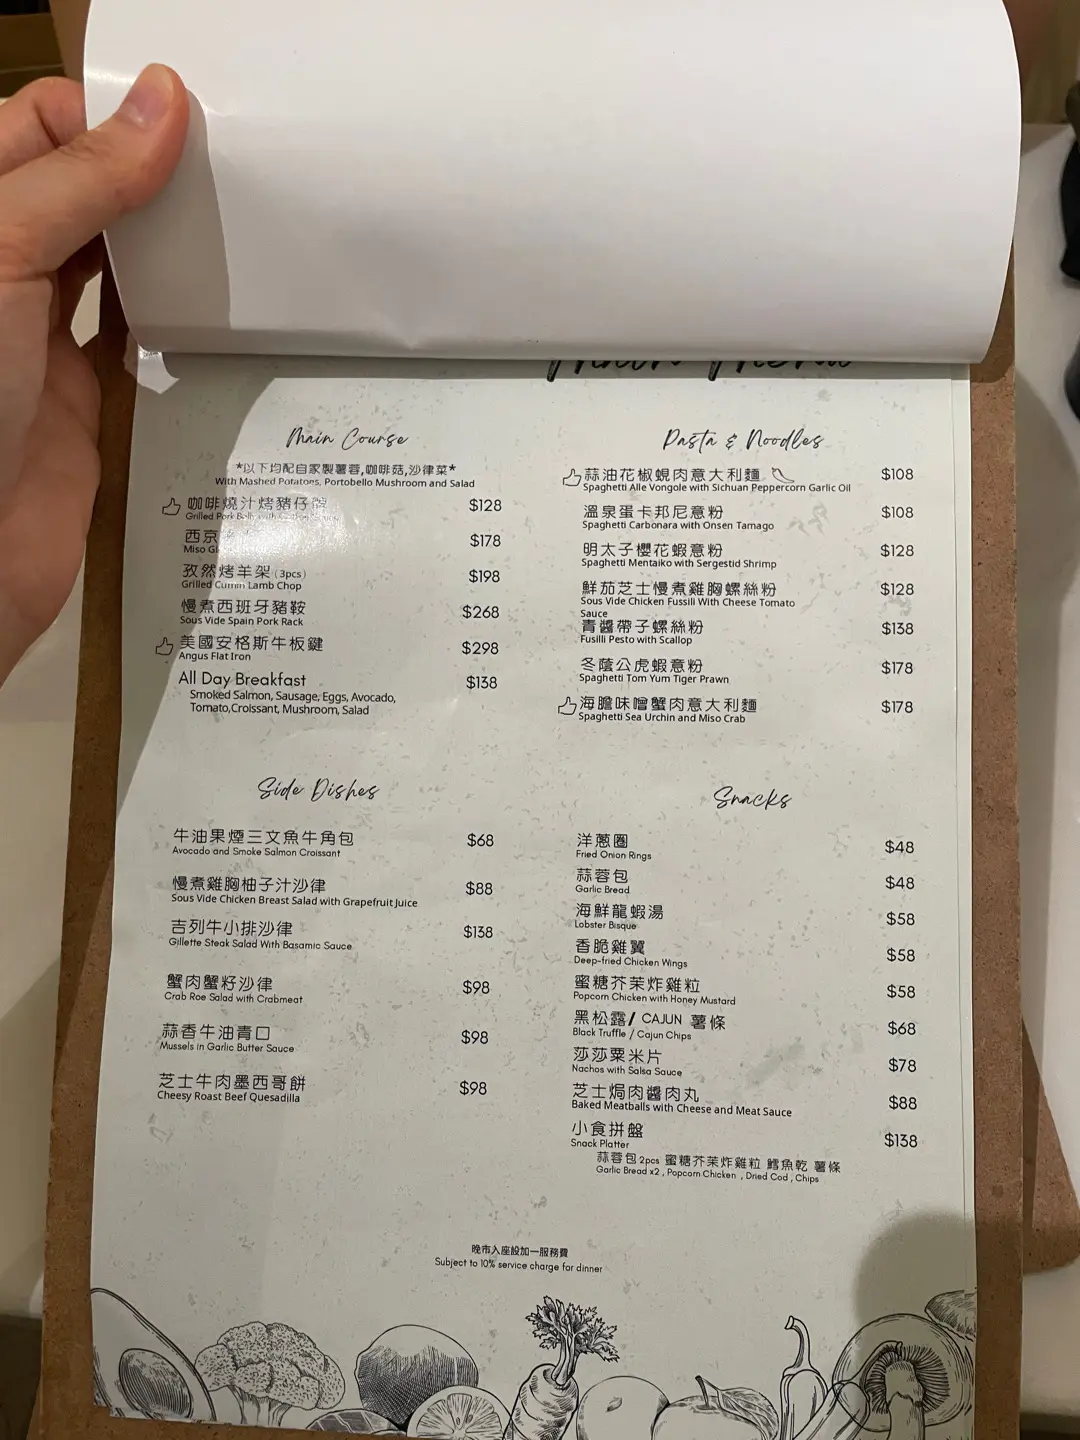 Main Menu
Main Course
*以下均配自家製薯蓉,咖啡菇,沙律菜*
With Mashed Potatoes, Portobello Mushroom and Salad
咖啡燒汁烤豬仔
$128
Grilled Pork Belly with
西京
$178
Miso
孜然烤羊架 (3pcs)
$198
Grilled Cumin Lamb Chop
慢煮西班牙豬鞍
$268
Sous Vide Spain Pork Rack
美國安格斯牛板鍵
$298
Angus Flat Iron
All Day Breakfast
$138
Smoked Salmon, Sausage, Eggs, Avocado,
Tomato,Croissant, Mushroom, Salad
Pasta & Noodles
蒜油花椒蜆肉意大利麵
$108
Spaghetti Alle Vongole with Sichuan Peppercorn Garlic Oil
溫泉蛋卡邦尼意粉
$108
Spaghetti Carbonara with Onsen Tamago
明太子櫻花蝦意粉
$128
Spaghetti Mentaiko with Sergestid Shrimp
鮮茄芝士慢煮雞胸螺絲粉
$128
Sous Vide Chicken Fussili With Cheese Tomato
Sauce
青醬帶子螺絲粉
$138
Fusilli Pesto with Scallop
冬蔭公虎蝦意粉
$178
Spaghetti Tom Yum Tiger Prawn
海膽味噌蟹肉意大利麵
$178
Spaghetti Sea Urchin and Miso Crab
Side Dishes
牛油果煙三文魚牛角包
$68
Avocado and Smoke Salmon Croissant
慢煮雞胸柚子汁沙律
$88
Sous Vide Chicken Breast Salad with Grapefruit Juice
吉列牛小排沙律
$138
Gillette Steak Salad With Basamic Sauce
蟹肉蟹籽沙律
$98
Crab Roe Salad with Crabmeat
蒜香牛油青口
$98
Mussels in Garlic Butter Sauce
芝士牛肉墨西哥餅
$98
Cheesy Roast Beef Quesadilla
Snacks
洋蔥圈
$48
Fried Onion Rings
蒜蓉包
$48
Garlic Bread
海鮮龍蝦湯
$58
Lobster Bisque
香脆雞翼
$58
Deep-fried Chicken Wings
蜜糖芥茉炸雞粒
$58
Popcorn Chicken with Honey Mustard
黑松露/ CAJUN 薯條
$68
Black Truffle / Cajun Chips
莎莎粟米片
$78
Nachos with Salsa Sauce
芝士焗肉醬肉丸
$88
Baked Meatballs with Cheese and Meat Sauce
小食拼盤
$138
Snack Platter
蒜蓉包2pcs 蜜糖芥茉炸雞粒 鱈魚乾 薯條
Garlic Bread x2 , Popcorn Chicken , Dried Cod , Chips
晚市入座設加一服務費
Subject to 10% service charge for dinner